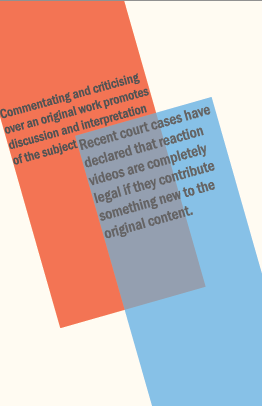 Commentating and criticising
over an original work promotes
discussion and interpretation
of the subject
Recent court cases have
declared that reaction
videos are completely
legal if they contribute
something new to the
original content.